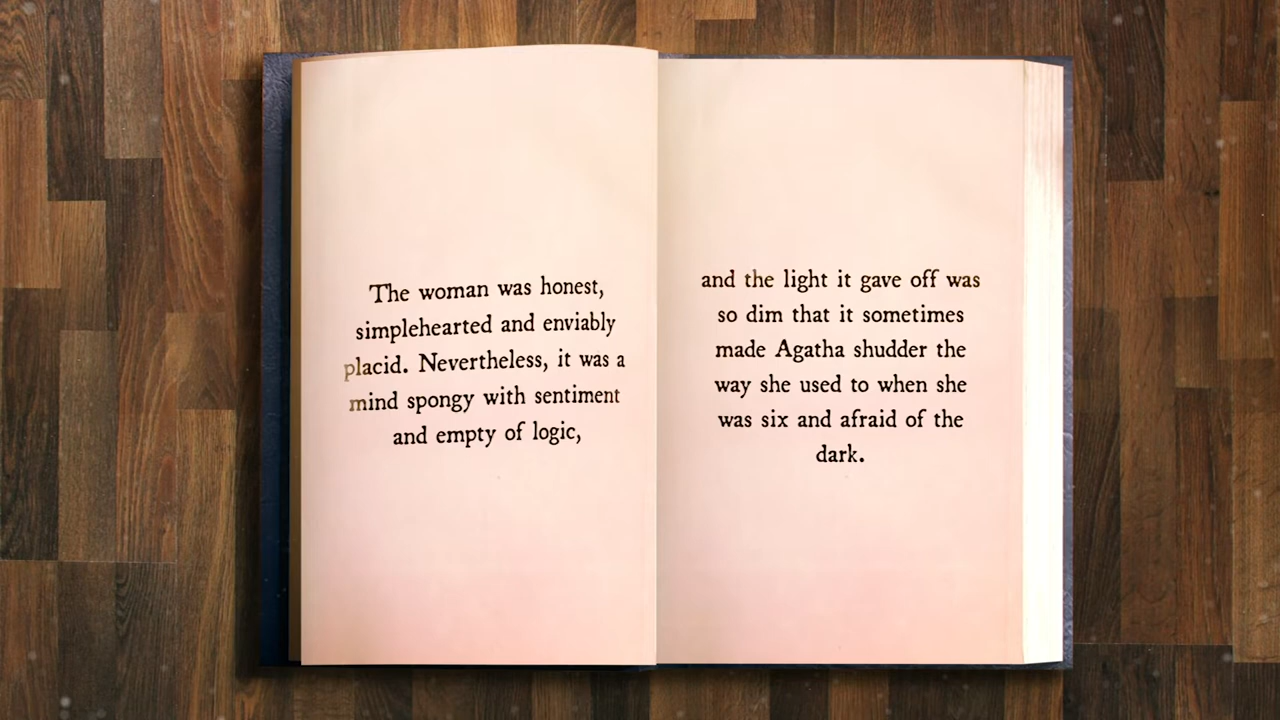 The woman was honest,
simplehearted and enviably
placid. Nevertheless, it was a
mind spongy with sentiment
and empty of logic,
and the light it gave off was
so dim that it sometimes
made Agatha shudder the
way she used to when she
was six and afraid of the
dark.